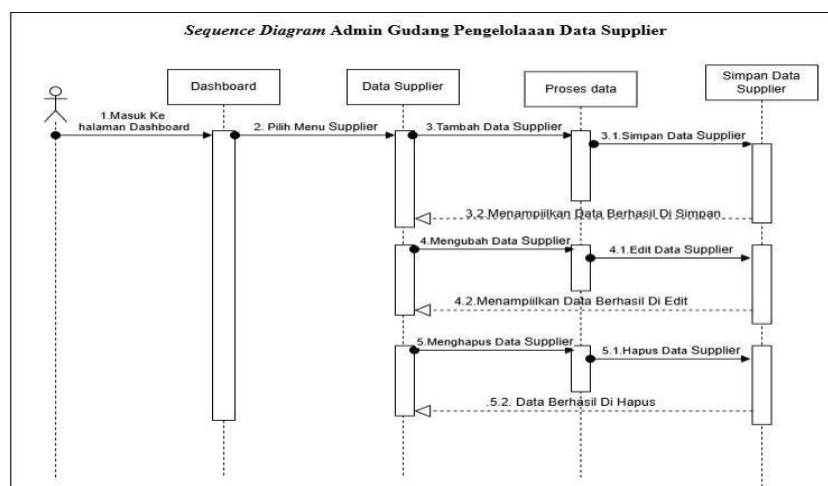 Sequence Diagram Admin Gudang Pengelolaaan Data Supplier
Dashboard
Data Supplier
Proses data
Simpan Data
Supplier
1.Masuk Ke
halaman Dashboard
2. Pilih Menu Supplier
3.Tambah Data Supplier
3.1.Simpan Data Supplier
3.2.Menampiilkan Data Berhasil Di Simpan
4.Mengubah Data Supplier
4.1.Edit Data Supplier
4.2.Menampiilkan Data Berhasil Di Edit
5.Menghapus Data Supplier
5.1.Hapus Data Supplier
.5.2. Data Berhasil Di Hapus